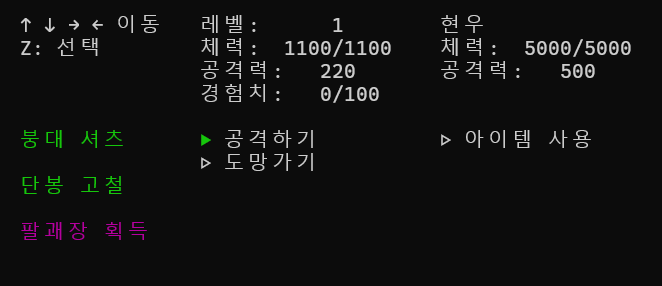 ↑ ↓ → ← 이동 레벨: 1 현우
Z: 선택 체력: 1100/1100 체력: 5000/5000
공격력: 220 공격력: 500
경험치: 0/100
붕대 셔츠 ▶ 공격하기 ▷ 아이템 사용
▷ 도망가기
단봉 고철
팔괘장 획득